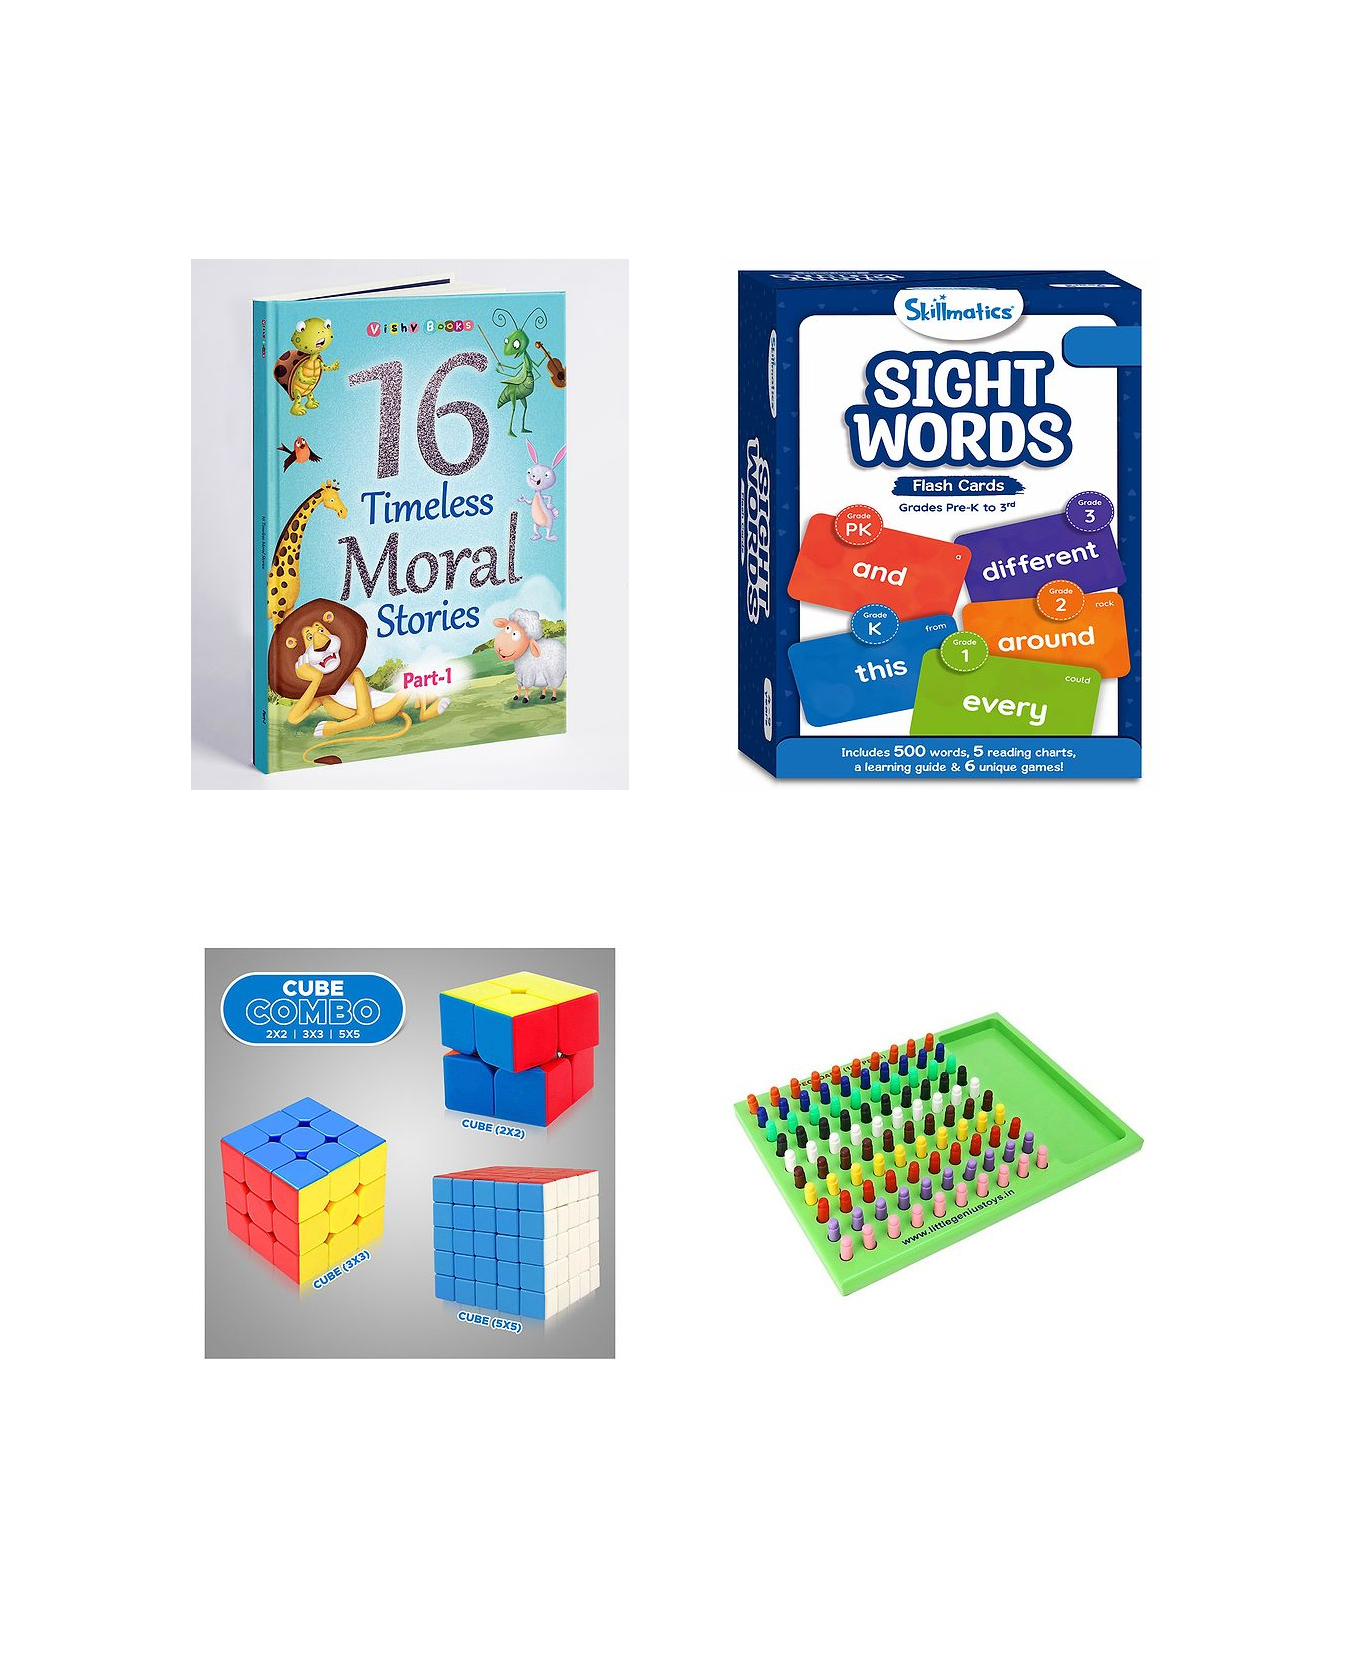 Vishv Books
16
Timeless
Moral
Stories
Part-1
Skillmatics
SIGHT
WORDS
Flash Cards
Grades Pre-K to 3rd
Grade
PK
a
and
Grade
3
different
Grade
K
from
this
Grade
2
rock
around
Grade
1
could
every
Includes 500 words, 5 reading charts,
a learning guide & 6 unique games!
SIGHT
WORDS
CUBE
COMBO
2X2 | 3X3 | 5X5
CUBE (2X2)
CUBE (3X3)
CUBE (5X5)
www.littlegeniustoys.in